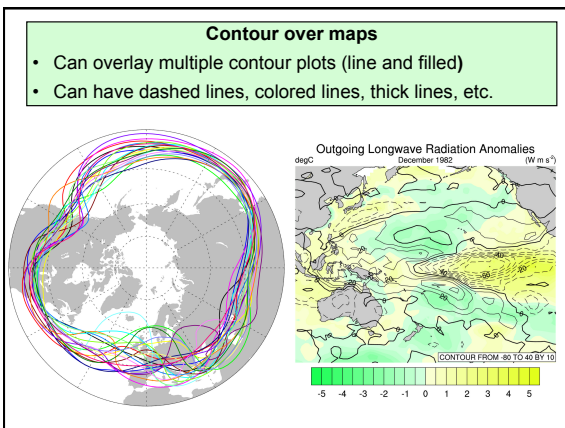 Contour over maps
• Can overlay multiple contour plots (line and filled)
• Can have dashed lines, colored lines, thick lines, etc.
Outgoing Longwave Radiation Anomalies
degC December 1982 (W m s⁻²)
CONTOUR FROM -80 TO 40 BY 10
-5 -4 -3 -2 -1 0 1 2 3 4 5